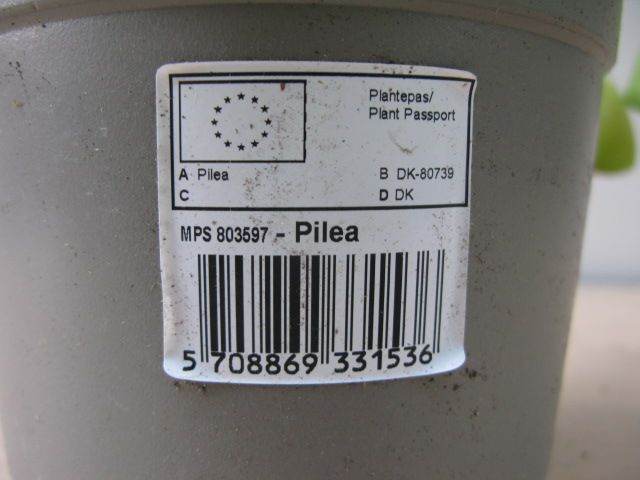 Plantepas/
Plant Passport
A Pilea B DK-80739
C D DK
MPS 803597 - Pilea
5 708869 331536